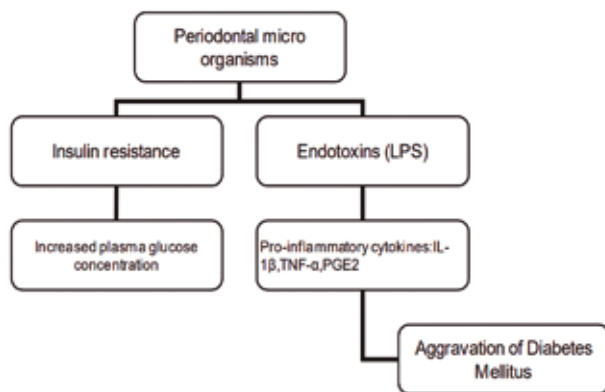 Periodontal micro
organisms
Insulin resistance
Endotoxins (LPS)
Increased plasma glucose
concentration
Pro-inflammatory cytokines:IL-
1β,TNF-α,PGE2
Aggravation of Diabetes
Mellitus